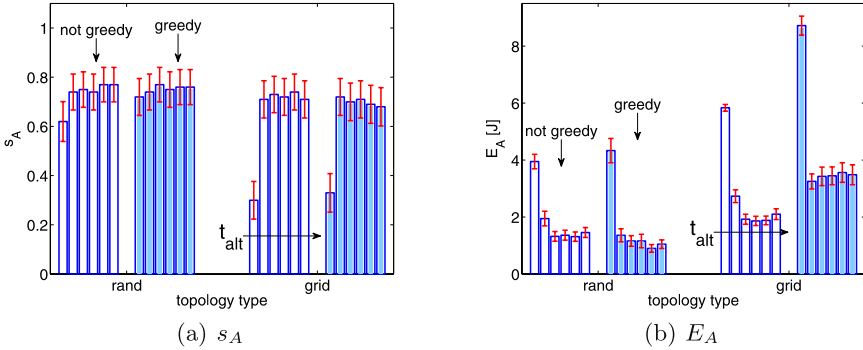 not greedy
greedy
1
0.8
0.6
0.4
0.2
0
s_A
t_alt
rand
grid
topology type
(a) s_A
not greedy
greedy
8
6
4
2
0
E_A [J]
t_alt
rand
grid
topology type
(b) E_A